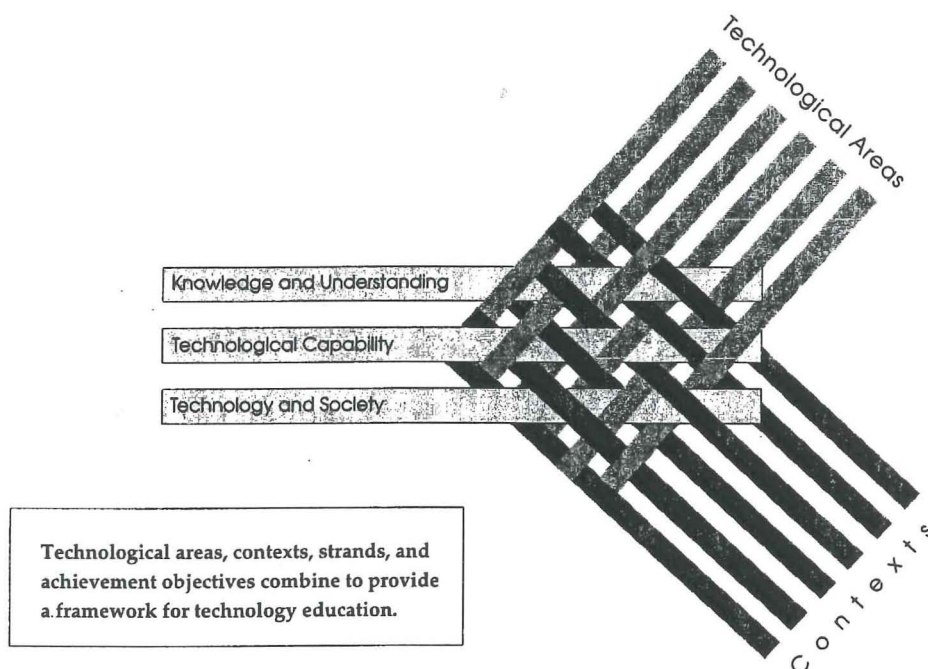 Technological Areas
Knowledge and Understanding
Technological Capability
Technology and Society
Technological areas, contexts, strands, and
achievement objectives combine to provide
a framework for technology education.
Contexts